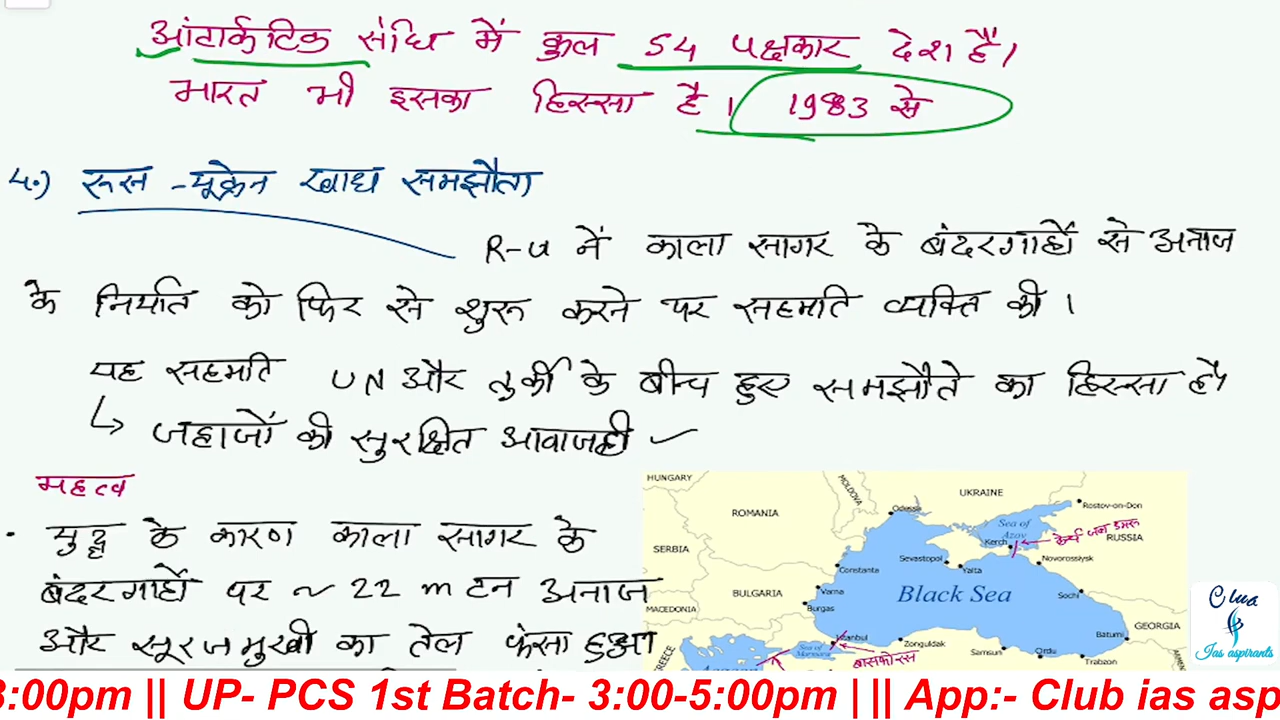 आंटार्कटिक संधि में कुल 54 पक्षकार देश हैं।
भारत भी इसका हिस्सा है। 1983 से
4.) रूस -यूक्रेन खाद्य समझौता
R-U ने काला सागर के बंदरगाहों से अनाज
के निर्यात को फिर से शुरू करने पर सहमति व्यक्ति की।
यह सहमति UN और तुर्की के बीच हुए समझौते का हिस्सा है
↳ जहाजों की सुरक्षित आवाजाही ✓
महत्व
· युद्ध के कारण काला सागर के
बंदरगाहों पर ~ 22 m टन अनाज
और सूरजमुखी का तेल फंसा हुआ
HUNGARY
MOLDOVA
UKRAINE
ROMANIA
Odessa
Rostov-on-Don
Sea of Azov
केर्च जल डमरू
RUSSIA
Kerch
SERBIA
Sevastopol
Yalta
Novorossiysk
Constanta
Black Sea
Sochi
BULGARIA
Varna
Burgas
MACEDONIA
GEORGIA
Batumi
Istanbul
Zonguldak
Sea of Marmara
Samsun
Ordu
Trabzon
बासफोरस
GREECE
Aegean
Club
Ias aspirants
3:00pm || UP- PCS 1st Batch- 3:00-5:00pm | || App:- Club ias asp